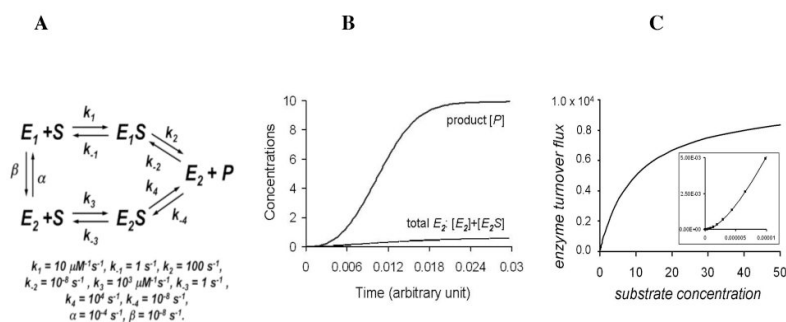 A
B
C
E₁ +S
k₁
k₋₁
E₁S
k₂
k₋₂
β
α
E₂ + P
E₂ +S
k₃
k₋₃
E₂S
k₄
k₋₄
k₁ = 10 μM⁻¹s⁻¹, k₋₁ = 1 s⁻¹, k₂ = 100 s⁻¹,
k₋₂ = 10⁻⁸ s⁻¹, k₃ = 10³ μM⁻¹s⁻¹, k₋₃ = 1 s⁻¹,
k₄ = 10⁴ s⁻¹, k₋₄ = 10⁻⁸ s⁻¹,
α = 10⁻⁴ s⁻¹, β = 10⁻⁸ s⁻¹.
Concentrations
10
8
6
4
2
0
product [P]
total E₂: [E₂]+[E₂S]
0 0.006 0.012 0.018 0.024 0.03
Time (arbitrary unit)
enzyme turnover flux
1.0 x 10⁴
0.8
0.6
0.4
0.2
0
5.00E-03
2.50E-03
0.00E+00
0 0.000005 0.00001
0 10 20 30 40 50
substrate concentration